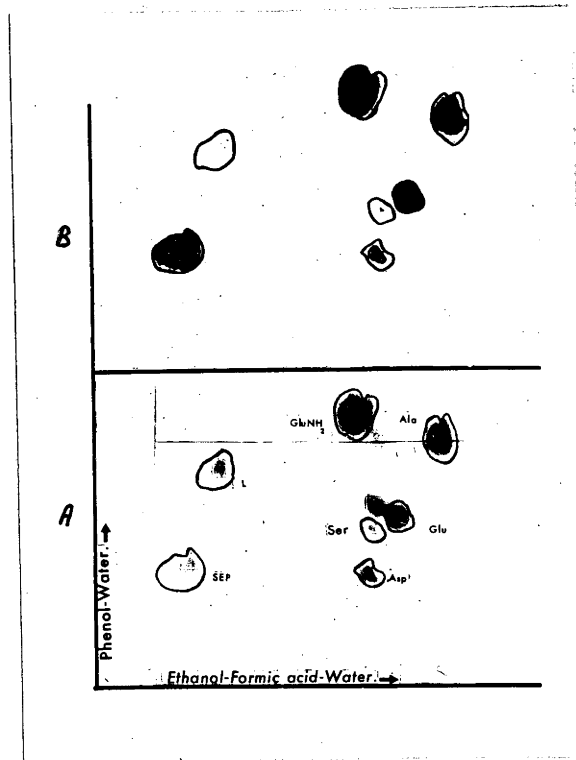 B
GluNH2
Ala
L
A
Ser
Glu
SEP
Asp
Phenol-Water.
Ethanol-Formic acid-Water.